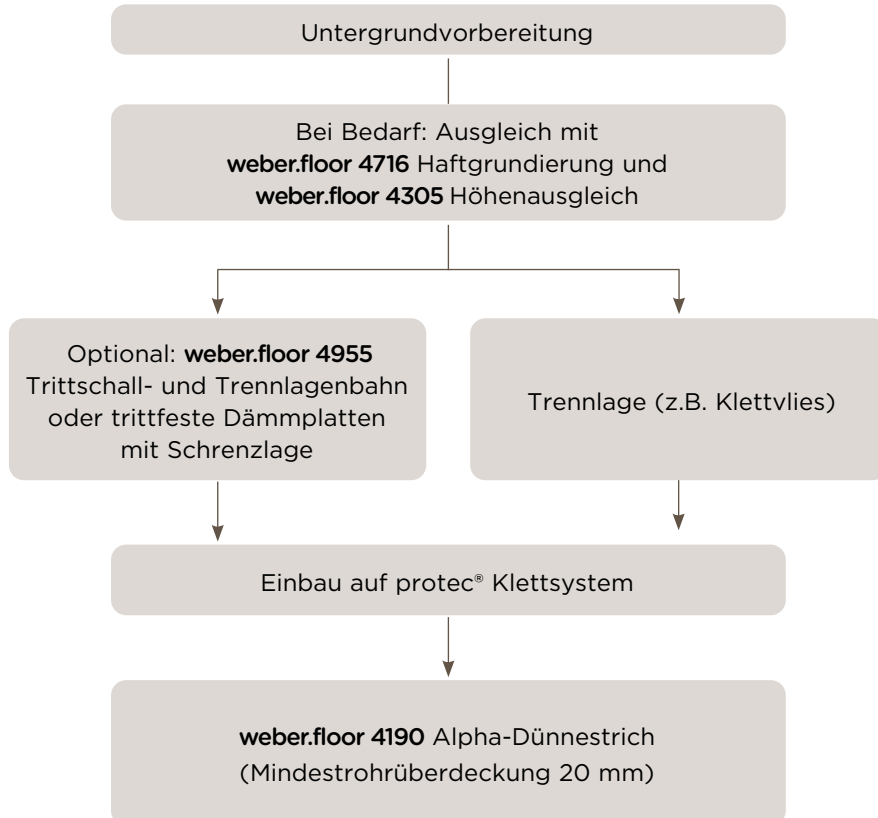 Untergrundvorbereitung
Bei Bedarf: Ausgleich mit
weber.floor 4716 Haftgrundierung und
weber.floor 4305 Höhenausgleich
Optional: weber.floor 4955
Trittschall- und Trennlagenbahn
oder trittfeste Dämmplatten
mit Schrenzlage
Trennlage (z.B. Klettvlies)
Einbau auf protec® Klettsystem
weber.floor 4190 Alpha-Dünnestrich
(Mindestrohrüberdeckung 20 mm)